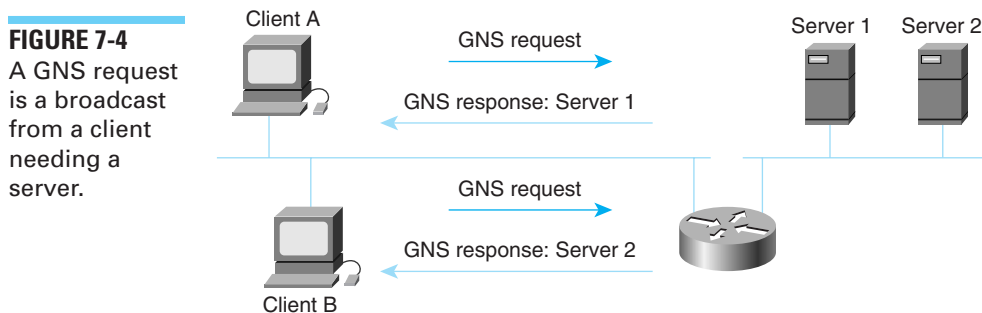 FIGURE 7-4
A GNS request
is a broadcast
from a client
needing a
server.
Client A
GNS request
GNS response: Server 1
Server 1
Server 2
GNS request
GNS response: Server 2
Client B